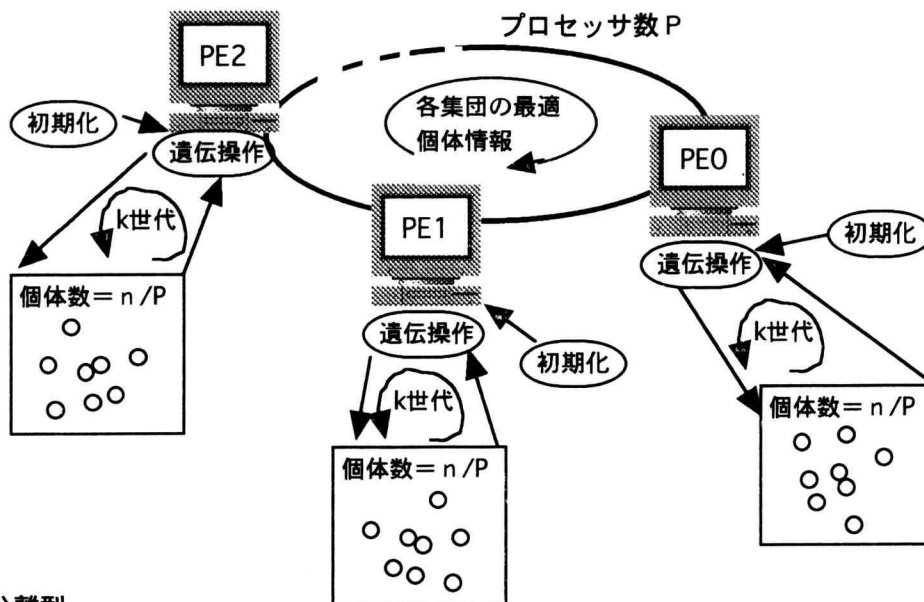 プロセッサ数 P
PE2
初期化
遺伝操作
k世代
個体数＝ n /P
各集団の最適
個体情報
PE1
遺伝操作
初期化
k世代
個体数＝ n /P
PE0
初期化
遺伝操作
k世代
個体数＝ n /P